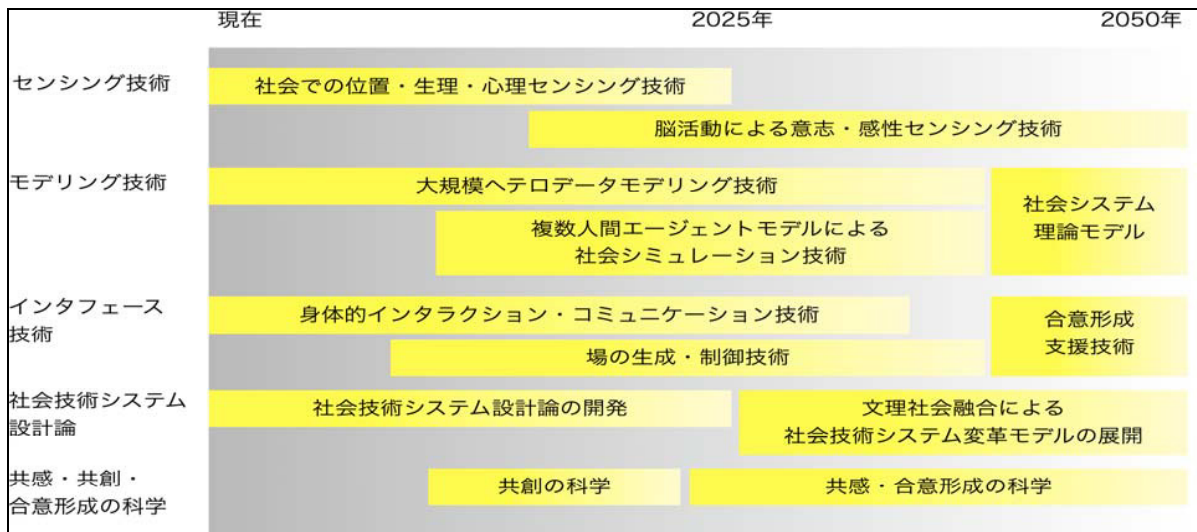 現在 2025年 2050年
センシング技術
社会での位置・生理・心理センシング技術
脳活動による意志・感性センシング技術
モデリング技術
大規模ヘテロデータモデリング技術
複数人間エージェントモデルによる
社会シミュレーション技術
社会システム
理論モデル
インタフェース
技術
身体的インタラクション・コミュニケーション技術
場の生成・制御技術
合意形成
支援技術
社会技術システム
設計論
社会技術システム設計論の開発
文理社会融合による
社会技術システム変革モデルの展開
共感・共創・
合意形成の科学
共創の科学
共感・合意形成の科学